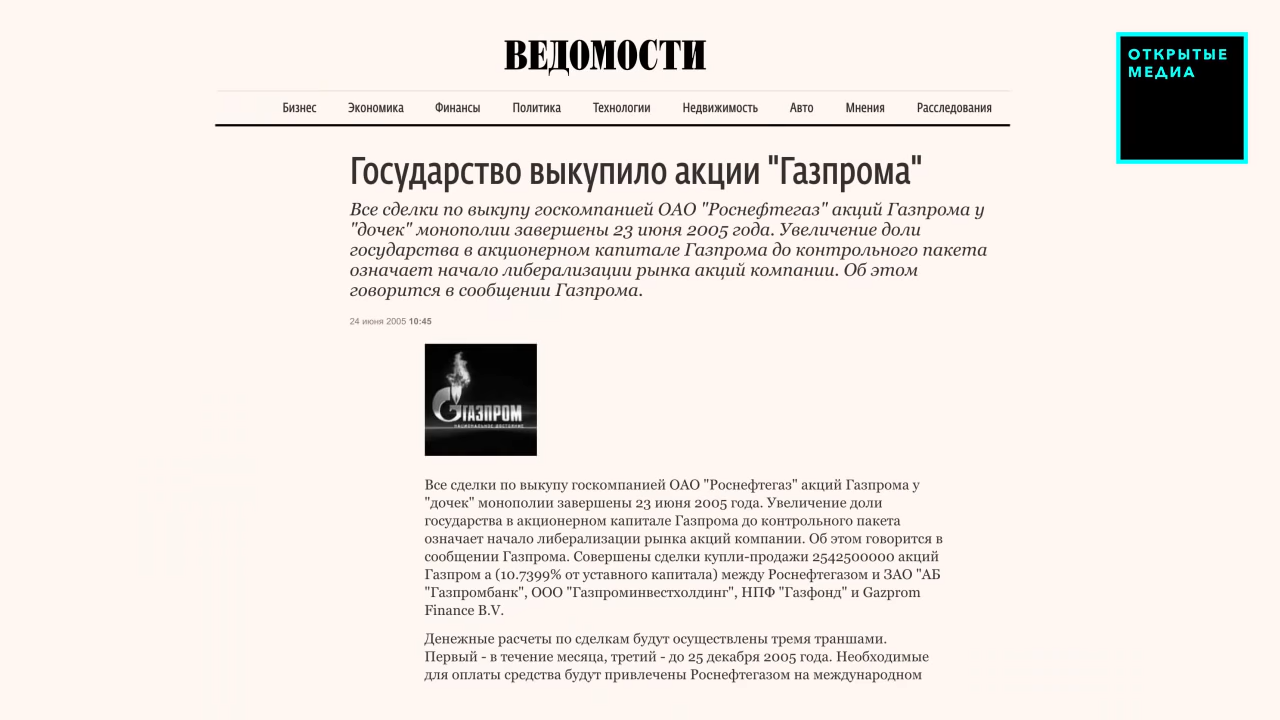 ВЕДОМОСТИ
ОТКРЫТЫЕ
МЕДИА
Бизнес Экономика Финансы Политика Технологии Недвижимость Авто Мнения Расследования
Государство выкупило акции "Газпрома"
Все сделки по выкупу госкомпанией ОАО "Роснефтегаз" акций Газпрома у
"дочек" монополии завершены 23 июня 2005 года. Увеличение доли
государства в акционерном капитале Газпрома до контрольного пакета
означает начало либерализации рынка акций компании. Об этом
говорится в сообщении Газпрома.
24 июня 2005 10:45
ГАЗПРОМ
НАЦИОНАЛЬНОЕ ДОСТОЯНИЕ
Все сделки по выкупу госкомпанией ОАО "Роснефтегаз" акций Газпрома у
"дочек" монополии завершены 23 июня 2005 года. Увеличение доли
государства в акционерном капитале Газпрома до контрольного пакета
означает начало либерализации рынка акций компании. Об этом говорится в
сообщении Газпрома. Совершены сделки купли-продажи 2542500000 акций
Газпром а (10.7399% от уставного капитала) между Роснефтегазом и ЗАО "АБ
"Газпромбанк", ООО "Газпроминвестхолдинг", НПФ "Газфонд" и Gazprom
Finance B.V.
Денежные расчеты по сделкам будут осуществлены тремя траншами.
Первый - в течение месяца, третий - до 25 декабря 2005 года. Необходимые
для оплаты средства будут привлечены Роснефтегазом на международном